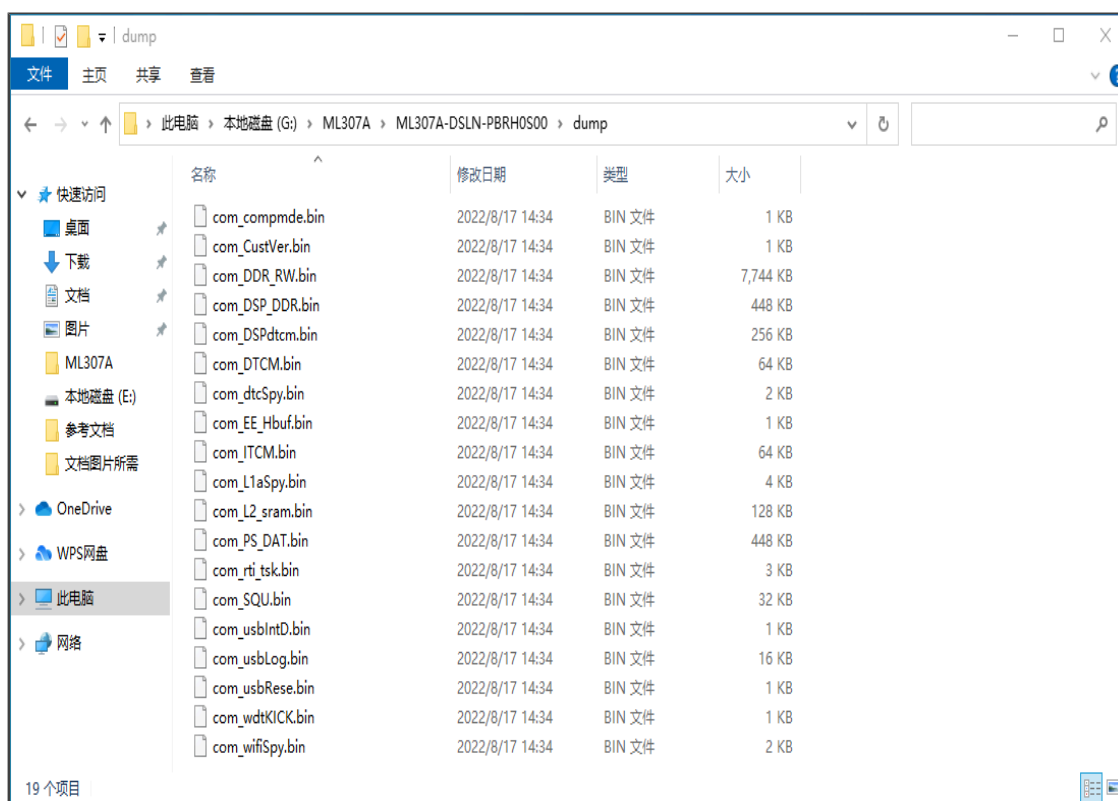 dump
文件 主页 共享 查看
此电脑 本地磁盘 (G:) ML307A ML307A-DSLN-PBRH0S00 dump
名称 修改日期 类型 大小
快速访问
桌面
下载
文档
图片
ML307A
本地磁盘 (E:)
参考文档
文档图片所需
OneDrive
WPS网盘
此电脑
网络
com_compmde.bin 2022/8/17 14:34 BIN 文件 1 KB
com_CustVer.bin 2022/8/17 14:34 BIN 文件 1 KB
com_DDR_RW.bin 2022/8/17 14:34 BIN 文件 7,744 KB
com_DSP_DDR.bin 2022/8/17 14:34 BIN 文件 448 KB
com_DSPdtcm.bin 2022/8/17 14:34 BIN 文件 256 KB
com_DTCM.bin 2022/8/17 14:34 BIN 文件 64 KB
com_dtcSpy.bin 2022/8/17 14:34 BIN 文件 2 KB
com_EE_Hbuf.bin 2022/8/17 14:34 BIN 文件 1 KB
com_ITCM.bin 2022/8/17 14:34 BIN 文件 64 KB
com_L1aSpy.bin 2022/8/17 14:34 BIN 文件 4 KB
com_L2_sram.bin 2022/8/17 14:34 BIN 文件 128 KB
com_PS_DAT.bin 2022/8/17 14:34 BIN 文件 448 KB
com_rti_tsk.bin 2022/8/17 14:34 BIN 文件 3 KB
com_SQU.bin 2022/8/17 14:34 BIN 文件 32 KB
com_usbIntD.bin 2022/8/17 14:34 BIN 文件 1 KB
com_usbLog.bin 2022/8/17 14:34 BIN 文件 16 KB
com_usbRese.bin 2022/8/17 14:34 BIN 文件 1 KB
com_wdtKICK.bin 2022/8/17 14:34 BIN 文件 1 KB
com_wifiSpy.bin 2022/8/17 14:34 BIN 文件 2 KB
19 个项目